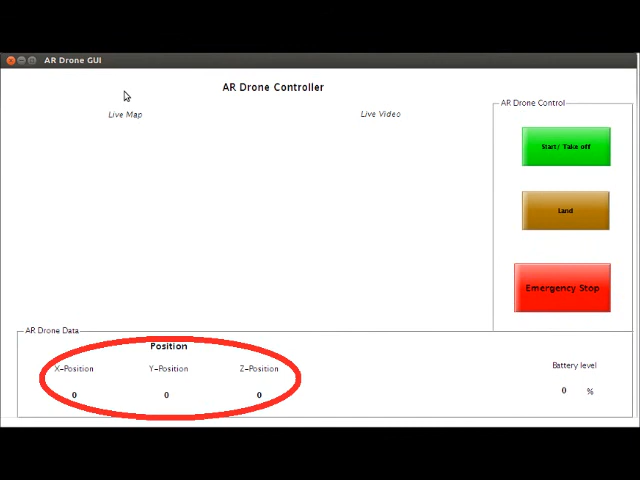 AR Drone GUI
AR Drone Controller
Live Map
Live Video
AR Drone Control
Start/ Take off
Land
Emergency Stop
AR Drone Data
Position
X-Position Y-Position Z-Position
0 0 0
Battery level
0 %